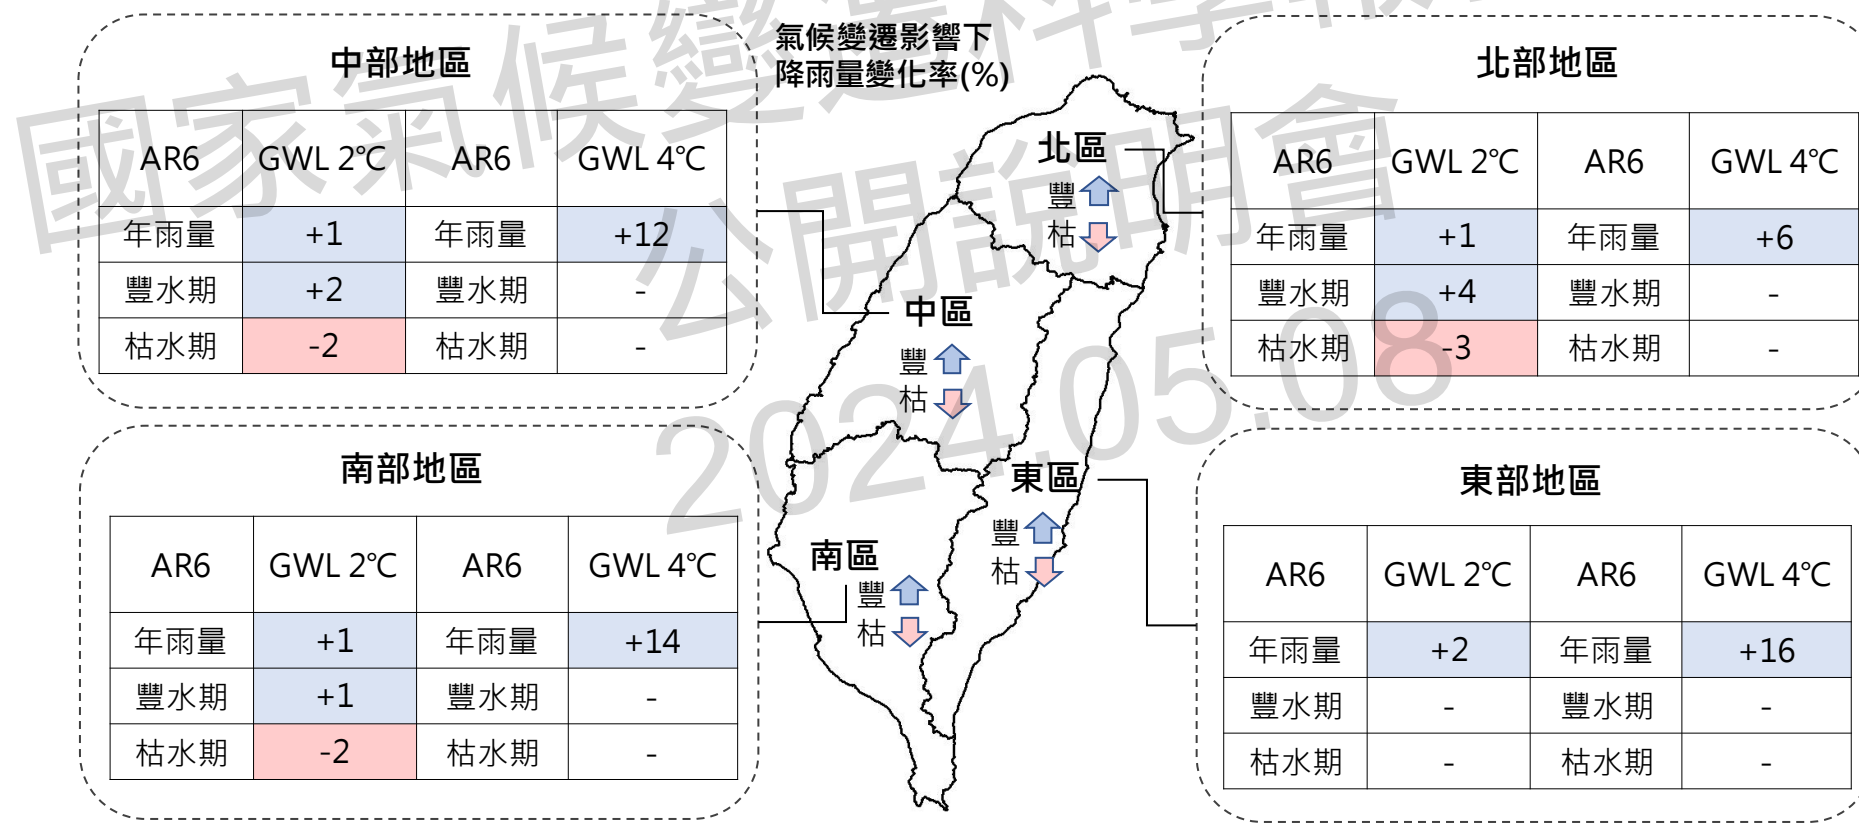 氣候變遷影響下
降雨量變化率(%)
中部地區
AR6 GWL 2℃ AR6 GWL 4℃
年雨量 +1 年雨量 +12
豐水期 +2 豐水期 -
枯水期 -2 枯水期 -
北部地區
AR6 GWL 2℃ AR6 GWL 4℃
年雨量 +1 年雨量 +6
豐水期 +4 豐水期 -
枯水期 -3 枯水期 -
北區
豐
枯
中區
豐
枯
東區
豐
枯
南區
豐
枯
南部地區
AR6 GWL 2℃ AR6 GWL 4℃
年雨量 +1 年雨量 +14
豐水期 +1 豐水期 -
枯水期 -2 枯水期 -
東部地區
AR6 GWL 2℃ AR6 GWL 4℃
年雨量 +2 年雨量 +16
豐水期 - 豐水期 -
枯水期 - 枯水期 -
國家氣候變遷科學報
公開說明會
2024.05.08